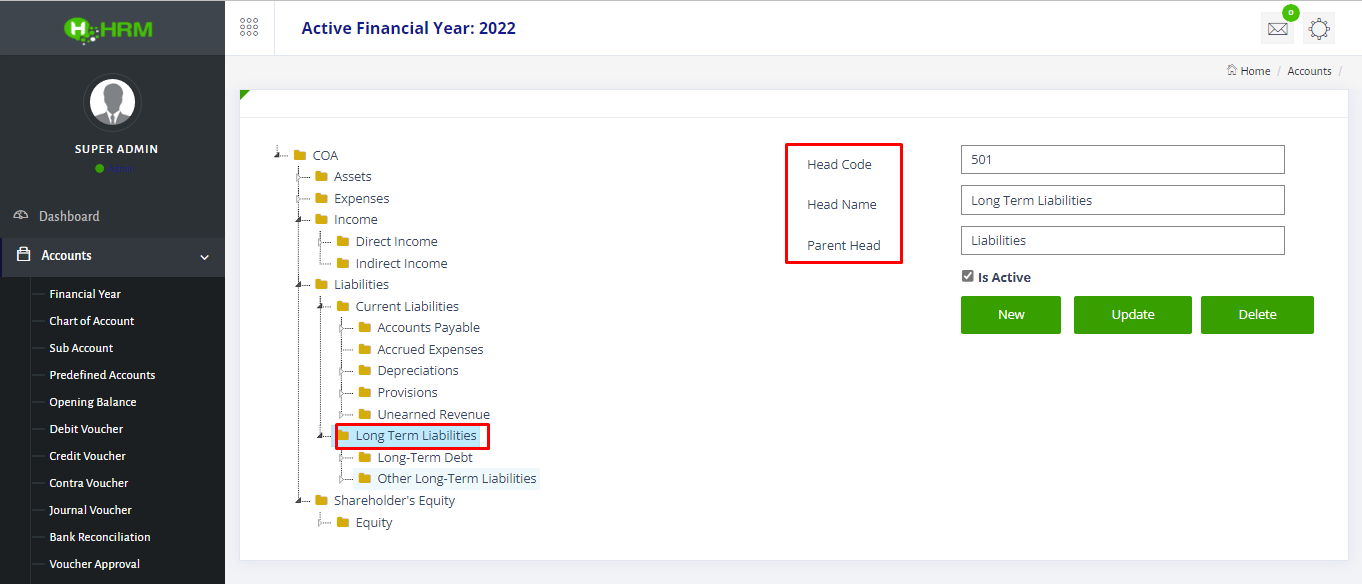 H HRM
Active Financial Year: 2022
0
Home / Accounts /
SUPER ADMIN
Dashboard
Accounts
Financial Year
Chart of Account
Sub Account
Predefined Accounts
Opening Balance
Debit Voucher
Credit Voucher
Contra Voucher
Journal Voucher
Bank Reconciliation
Voucher Approval
COA
Assets
Expenses
Income
Direct Income
Indirect Income
Liabilities
Current Liabilities
Accounts Payable
Accrued Expenses
Depreciations
Provisions
Unearned Revenue
Long Term Liabilities
Long-Term Debt
Other Long-Term Liabilities
Shareholder's Equity
Equity
Head Code
501
Head Name
Long Term Liabilities
Parent Head
Liabilities
Is Active
New
Update
Delete